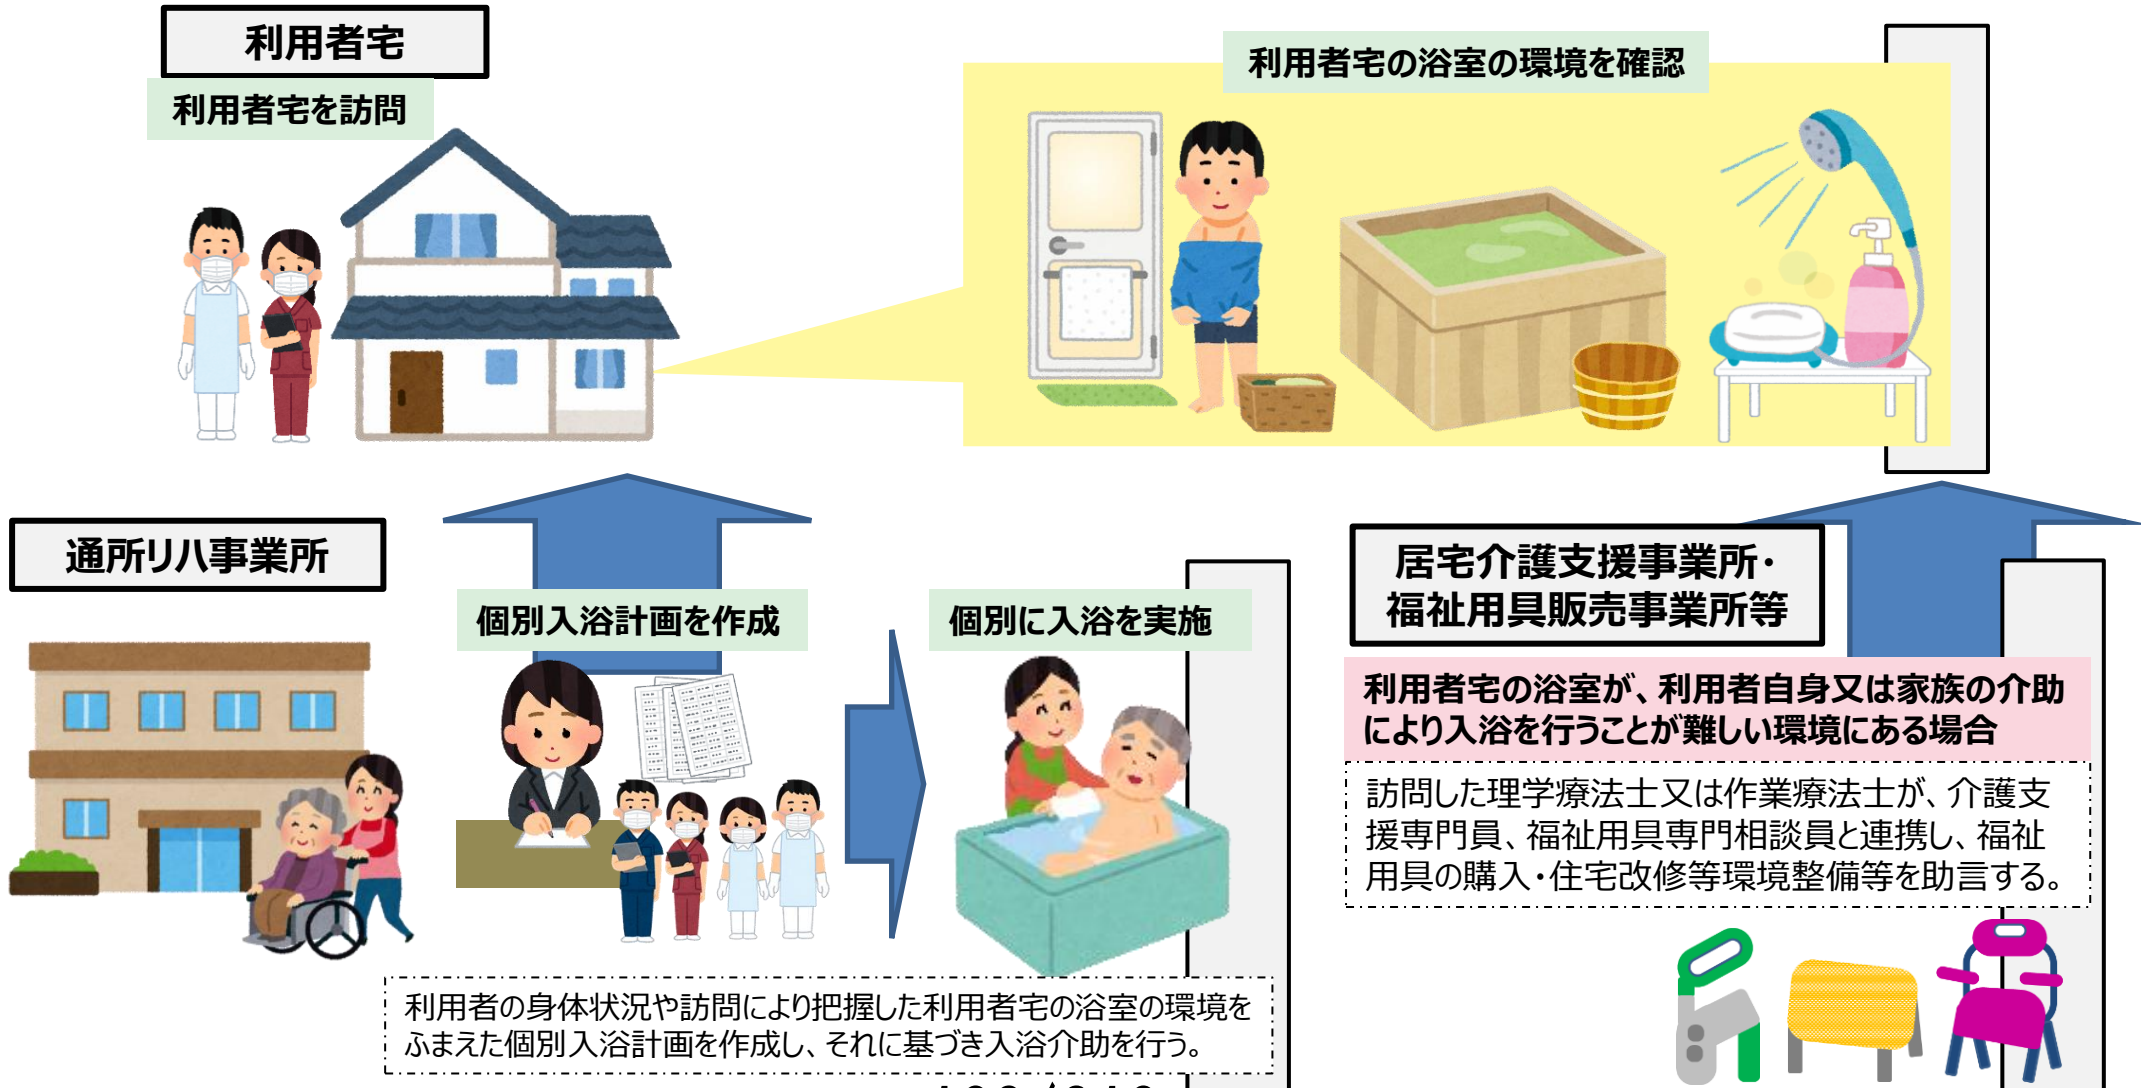 利用者宅
利用者宅を訪問
利用者宅の浴室の環境を確認
通所リハ事業所
個別入浴計画を作成
個別に入浴を実施
利用者の身体状況や訪問により把握した利用者宅の浴室の環境を
ふまえた個別入浴計画を作成し、それに基づき入浴介助を行う。
居宅介護支援事業所・
福祉用具販売事業所等
利用者宅の浴室が、利用者自身又は家族の介助
により入浴を行うことが難しい環境にある場合
訪問した理学療法士又は作業療法士が、介護支
援専門員、福祉用具専門相談員と連携し、福祉
用具の購入・住宅改修等環境整備等を助言する。